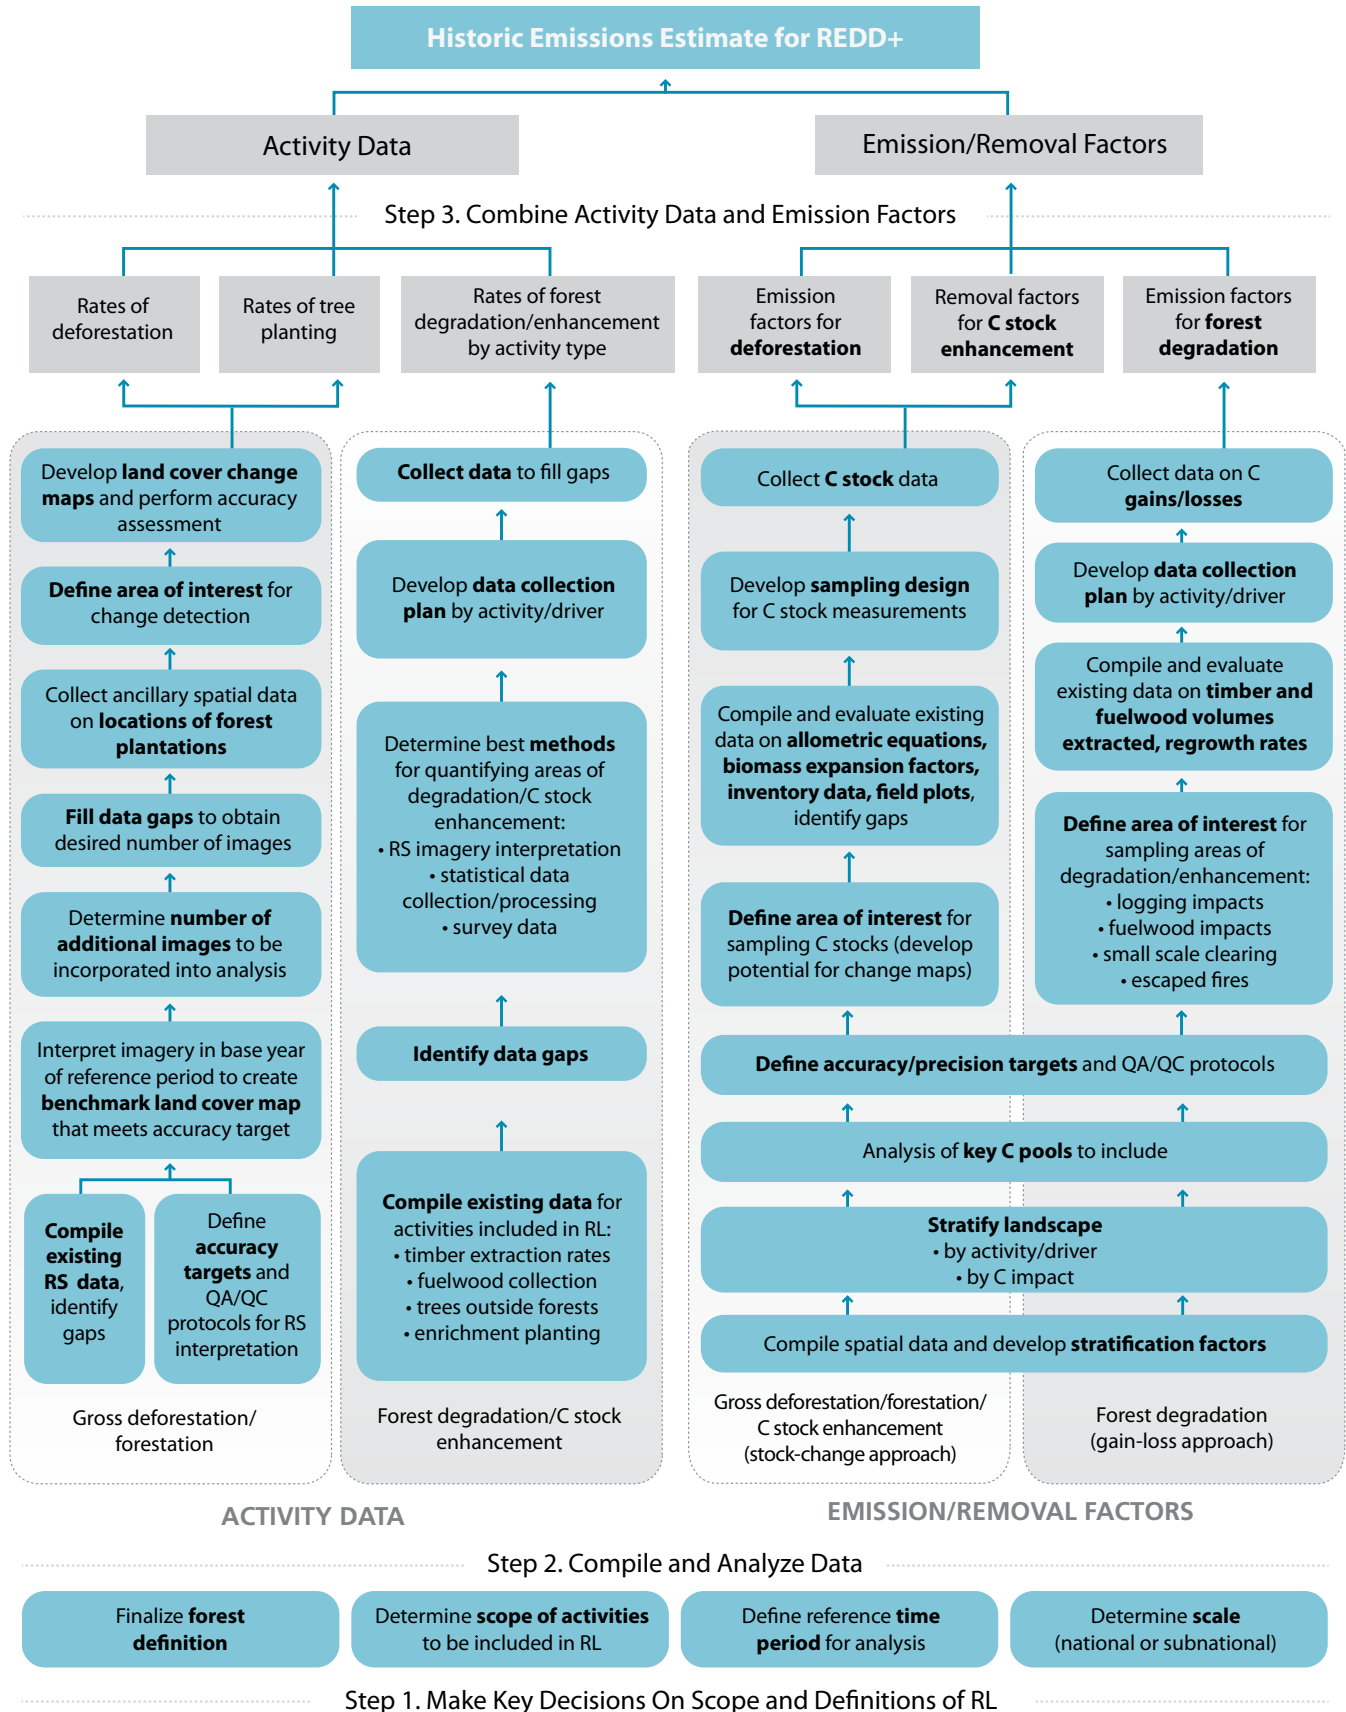 Historic Emissions Estimate for REDD+
Activity Data
Emission/Removal Factors
Step 3. Combine Activity Data and Emission Factors
Rates of
deforestation
Rates of tree
planting
Rates of forest
degradation/enhancement
by activity type
Emission
factors for
deforestation
Removal factors
for C stock
enhancement
Emission factors
for forest
degradation
Develop land cover change
maps and perform accuracy
assessment
Define area of interest for
change detection
Collect ancillary spatial data
on locations of forest
plantations
Fill data gaps to obtain
desired number of images
Determine number of
additional images to be
incorporated into analysis
Interpret imagery in base year
of reference period to create
benchmark land cover map
that meets accuracy target
Compile
existing
RS data,
identify
gaps
Define
accuracy
targets and
QA/QC
protocols for RS
interpretation
Gross deforestation/
forestation
Collect data to fill gaps
Develop data collection
plan by activity/driver
Determine best methods
for quantifying areas of
degradation/C stock
enhancement:
• RS imagery interpretation
• statistical data
collection/processing
• survey data
Identify data gaps
Compile existing data for
activities included in RL:
• timber extraction rates
• fuelwood collection
• trees outside forests
• enrichment planting
Forest degradation/C stock
enhancement
ACTIVITY DATA
Collect C stock data
Develop sampling design
for C stock measurements
Compile and evaluate existing
data on allometric equations,
biomass expansion factors,
inventory data, field plots,
identify gaps
Define area of interest for
sampling C stocks (develop
potential for change maps)
Collect data on C
gains/losses
Develop data collection
plan by activity/driver
Compile and evaluate
existing data on timber and
fuelwood volumes
extracted, regrowth rates
Define area of interest for
sampling areas of
degradation/enhancement:
• logging impacts
• fuelwood impacts
• small scale clearing
• escaped fires
Define accuracy/precision targets and QA/QC protocols
Analysis of key C pools to include
Stratify landscape
• by activity/driver
• by C impact
Compile spatial data and develop stratification factors
Gross deforestation/forestation/
C stock enhancement
(stock-change approach)
Forest degradation
(gain-loss approach)
EMISSION/REMOVAL FACTORS
Step 2. Compile and Analyze Data
Finalize forest
definition
Determine scope of activities
to be included in RL
Define reference time
period for analysis
Determine scale
(national or subnational)
Step 1. Make Key Decisions On Scope and Definitions of RL